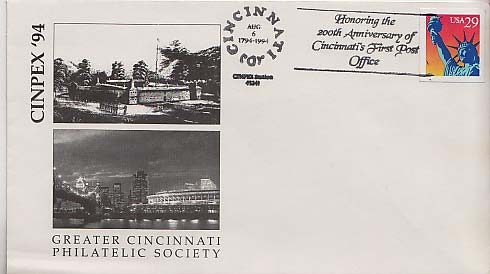 CINPEX '94
CINCINNATI
AUG
6
1794-1994
CINPEX Station
Honoring the
200th Anniversary of
Cincinnati's First Post
Office
USA 29
GREATER CINCINNATI
PHILATELIC SOCIETY